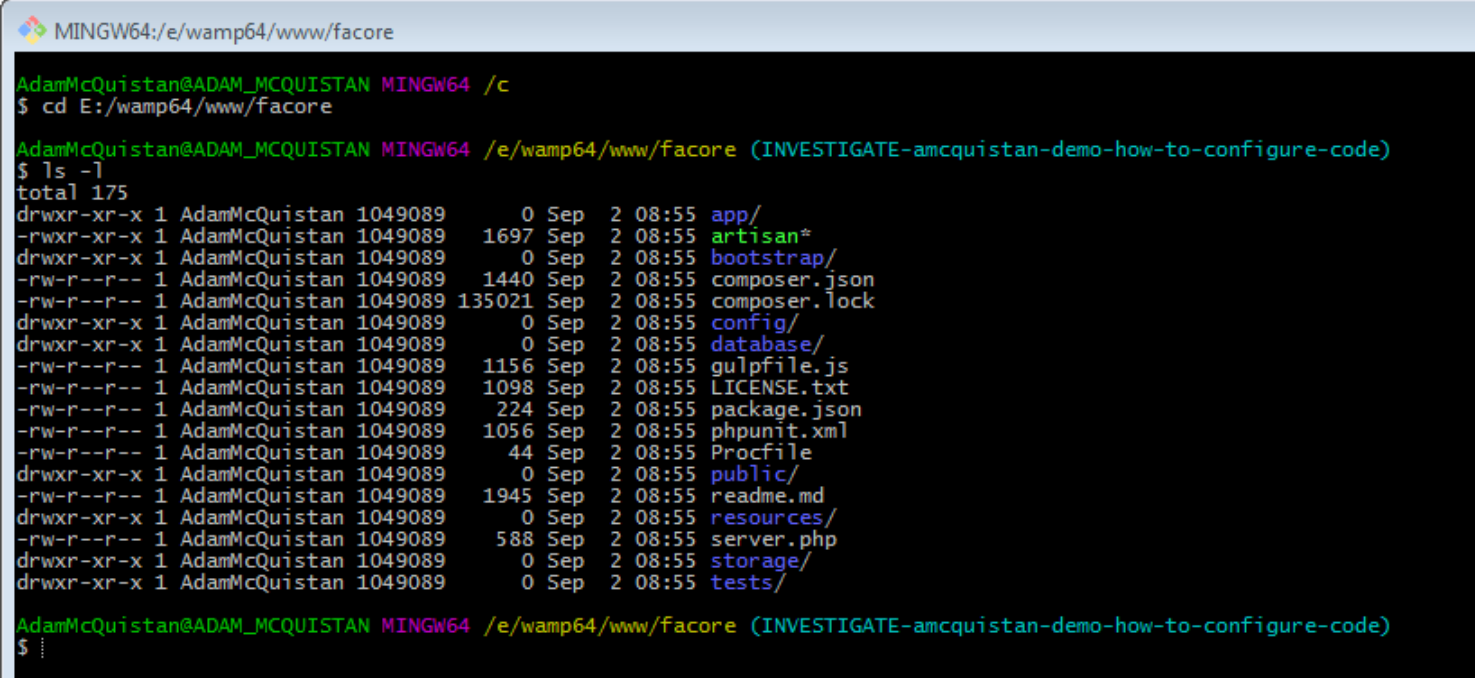 MINGW64:/e/wamp64/www/facore
AdamMcQuistan@ADAM_MCQUISTAN MINGW64 /c
$ cd E:/wamp64/www/facore
AdamMcQuistan@ADAM_MCQUISTAN MINGW64 /e/wamp64/www/facore (INVESTIGATE-amcquistan-demo-how-to-configure-code)
$ ls -l
total 175
drwxr-xr-x 1 AdamMcQuistan 1049089      0 Sep  2 08:55 app/
-rwxr-xr-x 1 AdamMcQuistan 1049089   1697 Sep  2 08:55 artisan*
drwxr-xr-x 1 AdamMcQuistan 1049089      0 Sep  2 08:55 bootstrap/
-rw-r--r-- 1 AdamMcQuistan 1049089   1440 Sep  2 08:55 composer.json
-rw-r--r-- 1 AdamMcQuistan 1049089 135021 Sep  2 08:55 composer.lock
drwxr-xr-x 1 AdamMcQuistan 1049089      0 Sep  2 08:55 config/
drwxr-xr-x 1 AdamMcQuistan 1049089      0 Sep  2 08:55 database/
-rw-r--r-- 1 AdamMcQuistan 1049089   1156 Sep  2 08:55 gulpfile.js
-rw-r--r-- 1 AdamMcQuistan 1049089   1098 Sep  2 08:55 LICENSE.txt
-rw-r--r-- 1 AdamMcQuistan 1049089    224 Sep  2 08:55 package.json
-rw-r--r-- 1 AdamMcQuistan 1049089   1056 Sep  2 08:55 phpunit.xml
-rw-r--r-- 1 AdamMcQuistan 1049089     44 Sep  2 08:55 Procfile
drwxr-xr-x 1 AdamMcQuistan 1049089      0 Sep  2 08:55 public/
-rw-r--r-- 1 AdamMcQuistan 1049089   1945 Sep  2 08:55 readme.md
drwxr-xr-x 1 AdamMcQuistan 1049089      0 Sep  2 08:55 resources/
-rw-r--r-- 1 AdamMcQuistan 1049089    588 Sep  2 08:55 server.php
drwxr-xr-x 1 AdamMcQuistan 1049089      0 Sep  2 08:55 storage/
drwxr-xr-x 1 AdamMcQuistan 1049089      0 Sep  2 08:55 tests/
AdamMcQuistan@ADAM_MCQUISTAN MINGW64 /e/wamp64/www/facore (INVESTIGATE-amcquistan-demo-how-to-configure-code)
$